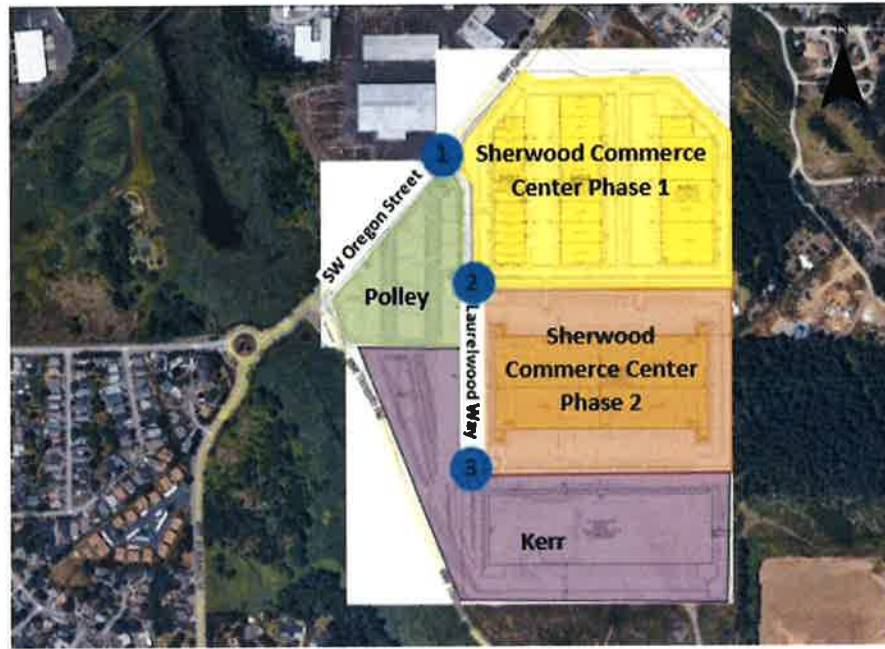 1
Sherwood Commerce
Center Phase 1
SW Oregon Street
2
Polley
Laurelwood Way
Sherwood
Commerce Center
Phase 2
3
Kerr